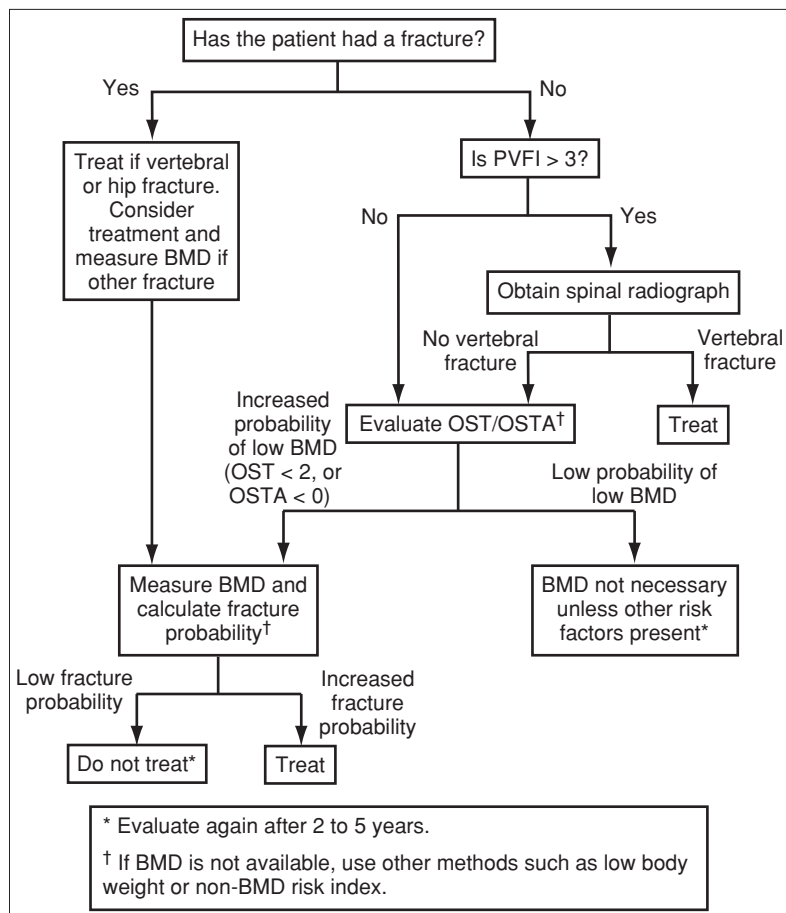 Has the patient had a fracture?
Yes
No
Treat if vertebral
or hip fracture.
Consider
treatment and
measure BMD if
other fracture
Is PVFI > 3?
No
Yes
Obtain spinal radiograph
No vertebral
fracture
Vertebral
fracture
Increased
probability
of low BMD
(OST < 2, or
OSTA < 0)
Evaluate OST/OSTA†
Treat
Low probability of
low BMD
Measure BMD and
calculate fracture
probability†
BMD not necessary
unless other risk
factors present*
Low fracture
probability
Increased
fracture
probability
Do not treat*
Treat
* Evaluate again after 2 to 5 years.
† If BMD is not available, use other methods such as low body
weight or non-BMD risk index.